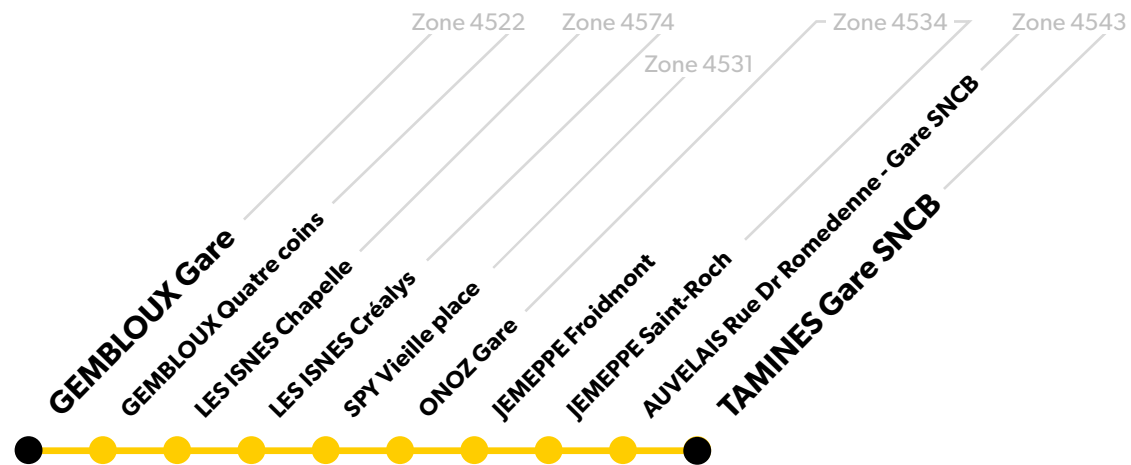 Zone 4522
Zone 4574
Zone 4534
Zone 4543
Zone 4531
GEMBLOUX Gare
GEMBLOUX Quatre coins
LES ISNES Chapelle
LES ISNES Créalys
SPY Vieille place
ONOZ Gare
JEMEPPE Froidmont
JEMEPPE Saint-Roch
AUVELAIS Rue Dr Romedenne - Gare SNCB
TAMINES Gare SNCB